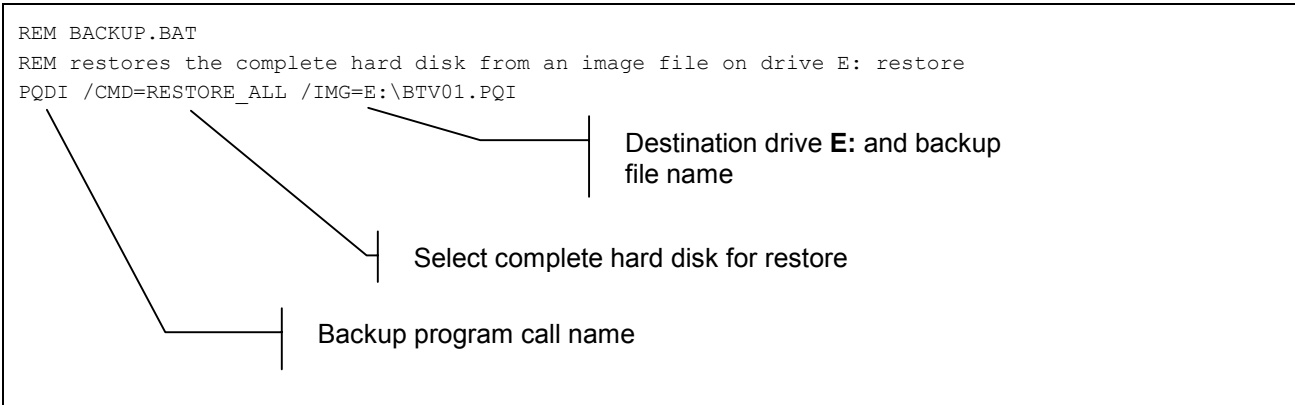 REM BACKUP.BAT
REM restores the complete hard disk from an image file on drive E: restore
PQDI /CMD=RESTORE_ALL /IMG=E:\BTV01.PQI
Destination drive E: and backup
file name
Select complete hard disk for restore
Backup program call name